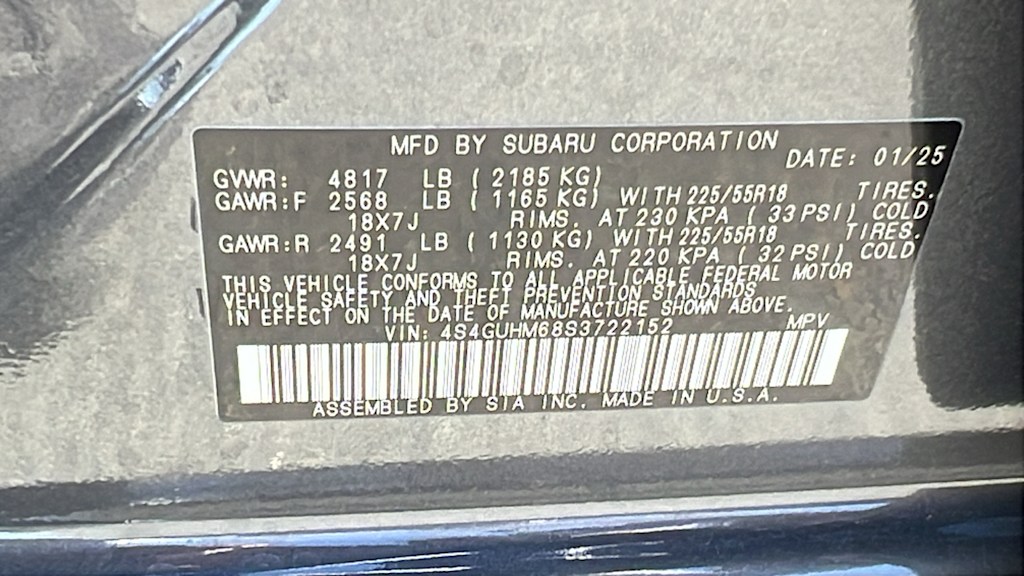 MFD BY SUBARU CORPORATION
DATE: 01/25
GVWR: 4817 LB ( 2185 KG)
GAWR:F 2568 LB ( 1165 KG) WITH 225/55R18 TIRES.
18X7J RIMS. AT 230 KPA ( 33 PSI) COLD
GAWR:R 2491 LB ( 1130 KG) WITH 225/55R18 TIRES.
18X7J RIMS. AT 220 KPA ( 32 PSI) COLD
THIS VEHICLE CONFORMS TO ALL APPLICABLE FEDERAL MOTOR
VEHICLE SAFETY AND THEFT PREVENTION STANDARDS
IN EFFECT ON THE DATE OF MANUFACTURE SHOWN ABOVE.
VIN: 4S4GUHM68S3722152 MPV
ASSEMBLED BY SIA INC. MADE IN U.S.A.